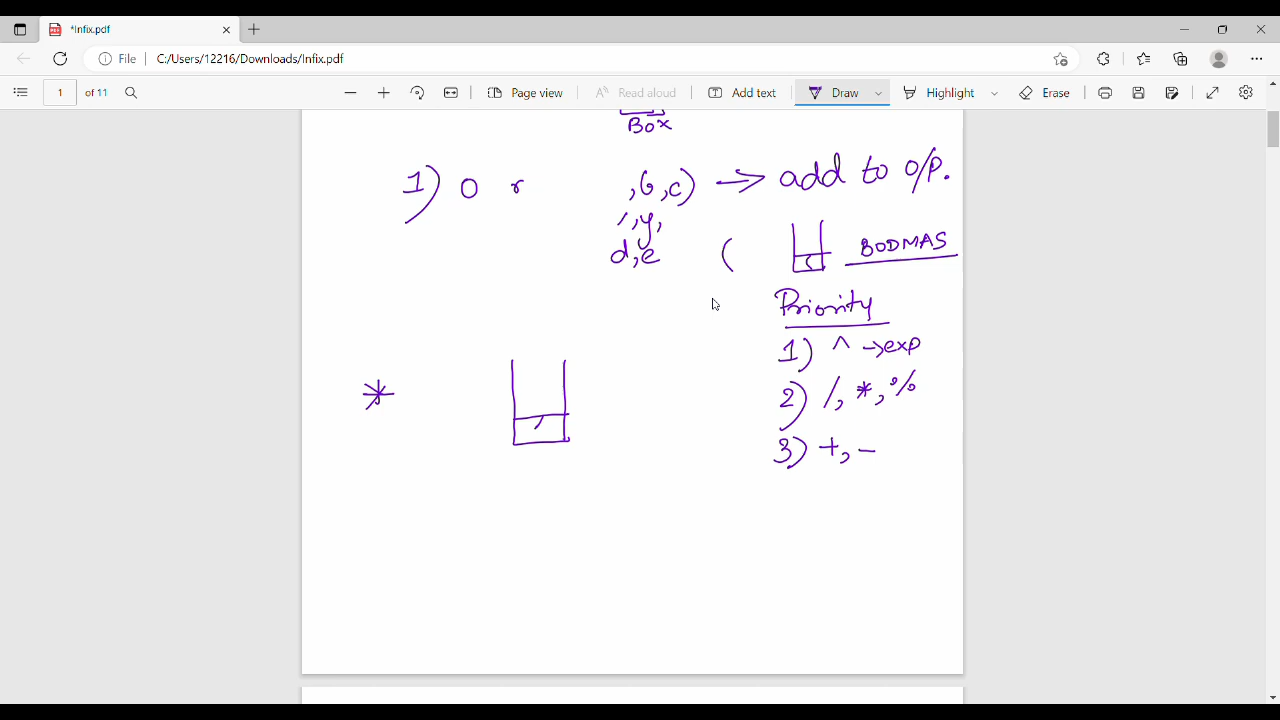 *Infix.pdf
File C:/Users/12216/Downloads/Infix.pdf
1 of 11 Page view Read aloud Add text Draw Highlight Erase
Box
1) O r ,b,c) → add to O/P.
,y,
d,e ( BODMAS
Priority
1) ^ →exp
* / 2) /, *, %
3) +, -